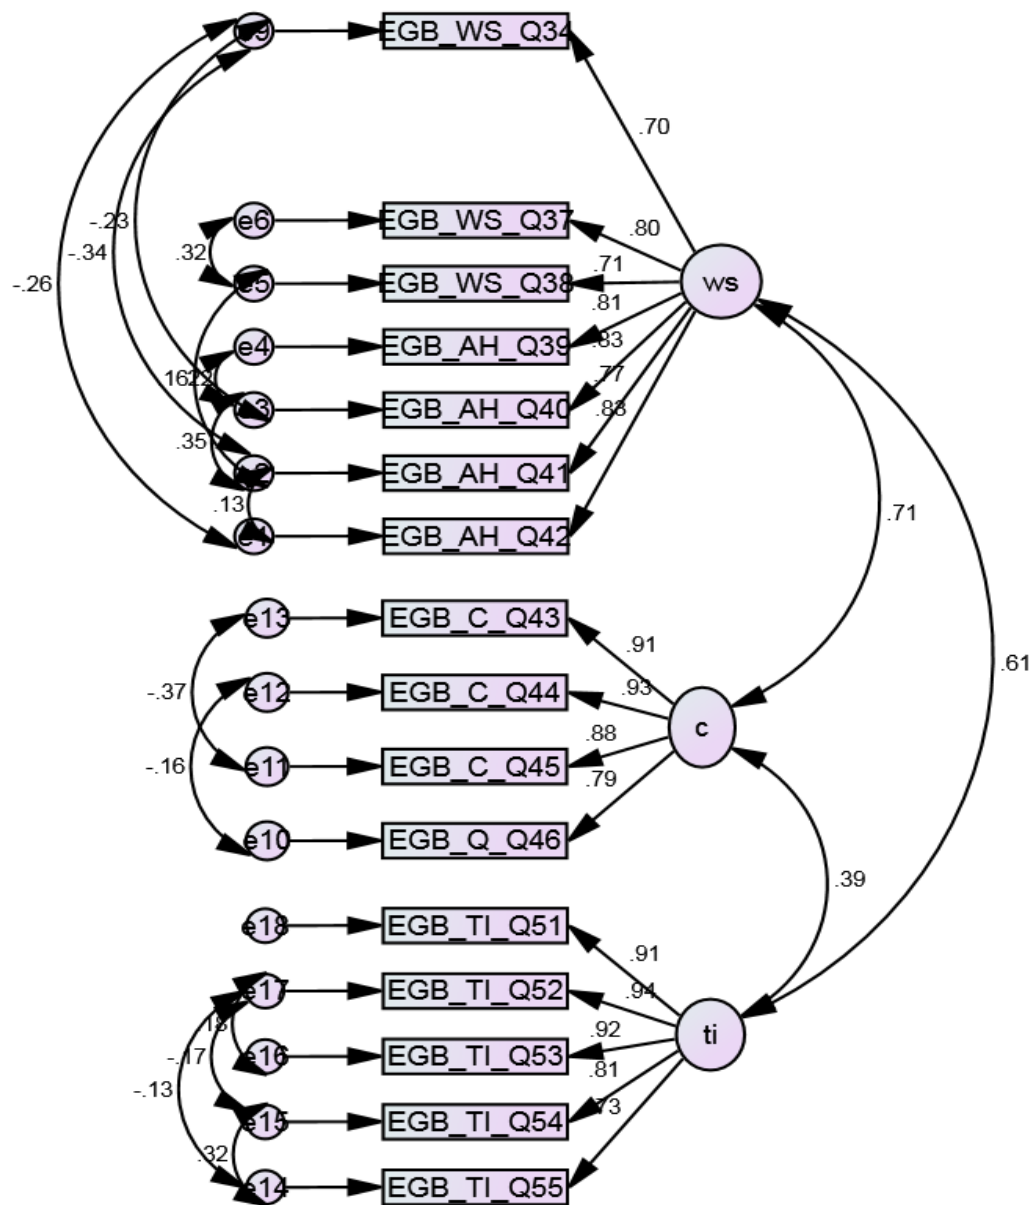 EGB_WS_Q34
.70
e6
EGB_WS_Q37
.80
-.23
-.34
-.26
.32
e5
EGB_WS_Q38
.71
ws
.81
e4
EGB_AH_Q39
.83
.77
EGB_AH_Q40
.88
.35
EGB_AH_Q41
.13
.71
EGB_AH_Q42
e13
EGB_C_Q43
.91
.61
-.37
e12
EGB_C_Q44
.93
c
.88
-.16
e11
EGB_C_Q45
.79
e10
EGB_Q_Q46
.39
e18
EGB_TI_Q51
.91
e17
EGB_TI_Q52
.94
ti
.18
.92
-.17
e16
EGB_TI_Q53
.81
-.13
.73
e15
EGB_TI_Q54
.32
e14
EGB_TI_Q55